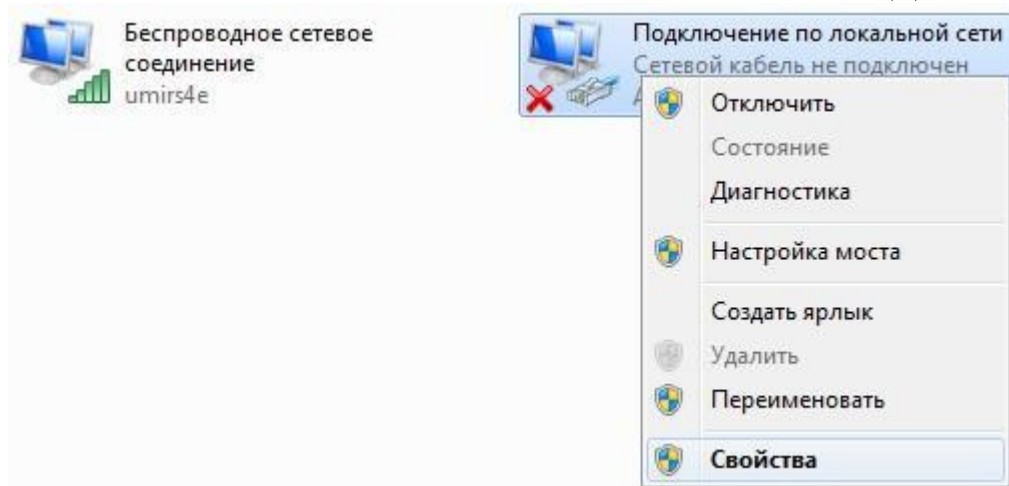 Беспроводное сетевое
соединение
umirs4e
Подключение по локальной сети
Сетевой кабель не подключен
Отключить
Состояние
Диагностика
Настройка моста
Создать ярлык
Удалить
Переименовать
Свойства